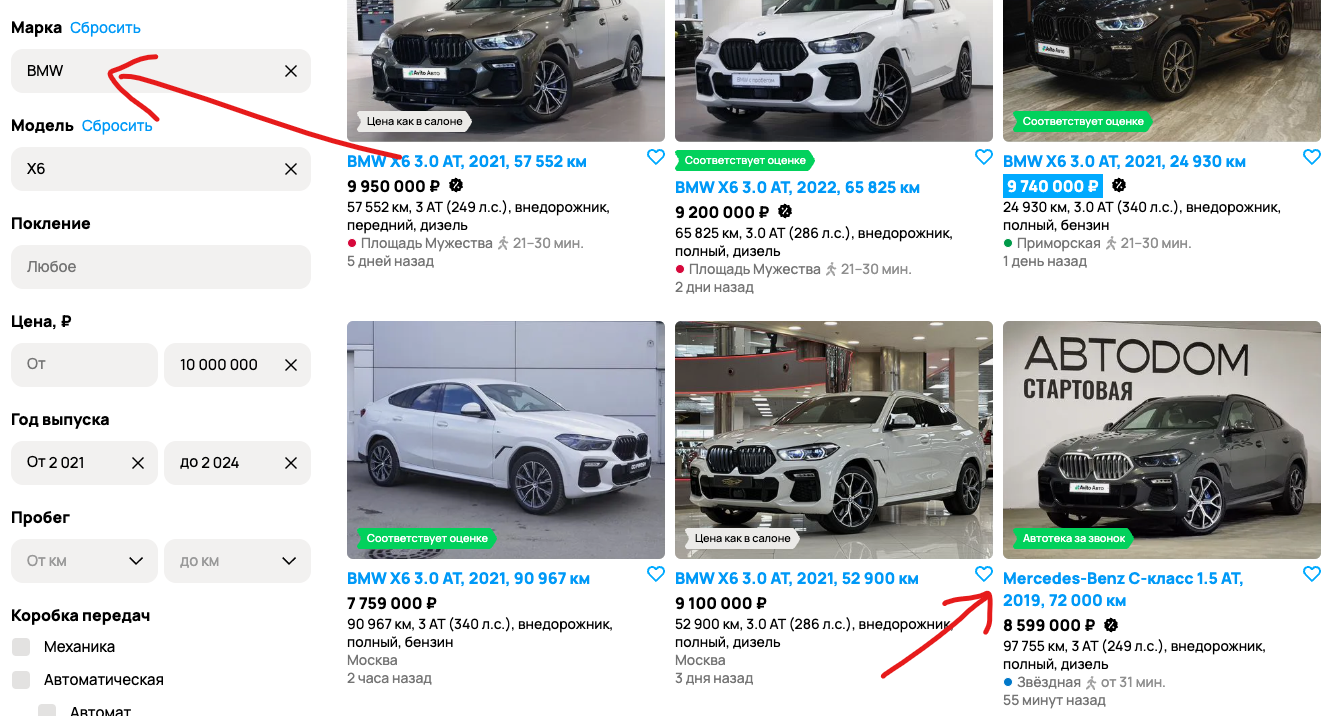 Марка Сбросить
BMW
Модель Сбросить
X6
Покление
Любое
Цена, ₽
От
10 000 000
Год выпуска
От 2 021
до 2 024
Пробег
От км
до км
Коробка передач
Механика
Автоматическая
Автомат
Avito Авто
Цена как в салоне
BMW X6 3.0 AT, 2021, 57 552 км
9 950 000 ₽
57 552 км, 3 AT (249 л.с.), внедорожник,
передний, дизель
Площадь Мужества 21–30 мин.
5 дней назад
BMW с пробегом
Соответствует оценке
BMW X6 3.0 AT, 2022, 65 825 км
9 200 000 ₽
65 825 км, 3.0 AT (286 л.с.), внедорожник,
полный, дизель
Площадь Мужества 21–30 мин.
2 дни назад
Avito Авто
Соответствует оценке
BMW X6 3.0 AT, 2021, 24 930 км
9 740 000 ₽
24 930 км, 3.0 AT (340 л.с.), внедорожник,
полный, бензин
Приморская 21–30 мин.
1 день назад
Соответствует оценке
BMW X6 3.0 AT, 2021, 90 967 км
7 759 000 ₽
90 967 км, 3 AT (340 л.с.), внедорожник,
полный, бензин
Москва
2 часа назад
Цена как в салоне
BMW X6 3.0 AT, 2021, 52 900 км
9 100 000 ₽
52 900 км, 3.0 AT (286 л.с.), внедорожник,
полный, дизель
Москва
3 дня назад
АВТОDОМ
СТАРТОВАЯ
Avito Авто
Автотека за звонок
Mercedes-Benz C-класс 1.5 AT,
2019, 72 000 км
8 599 000 ₽
97 755 км, 3 AT (249 л.с.), внедорожник,
полный, дизель
Звёздная от 31 мин.
55 минут назад